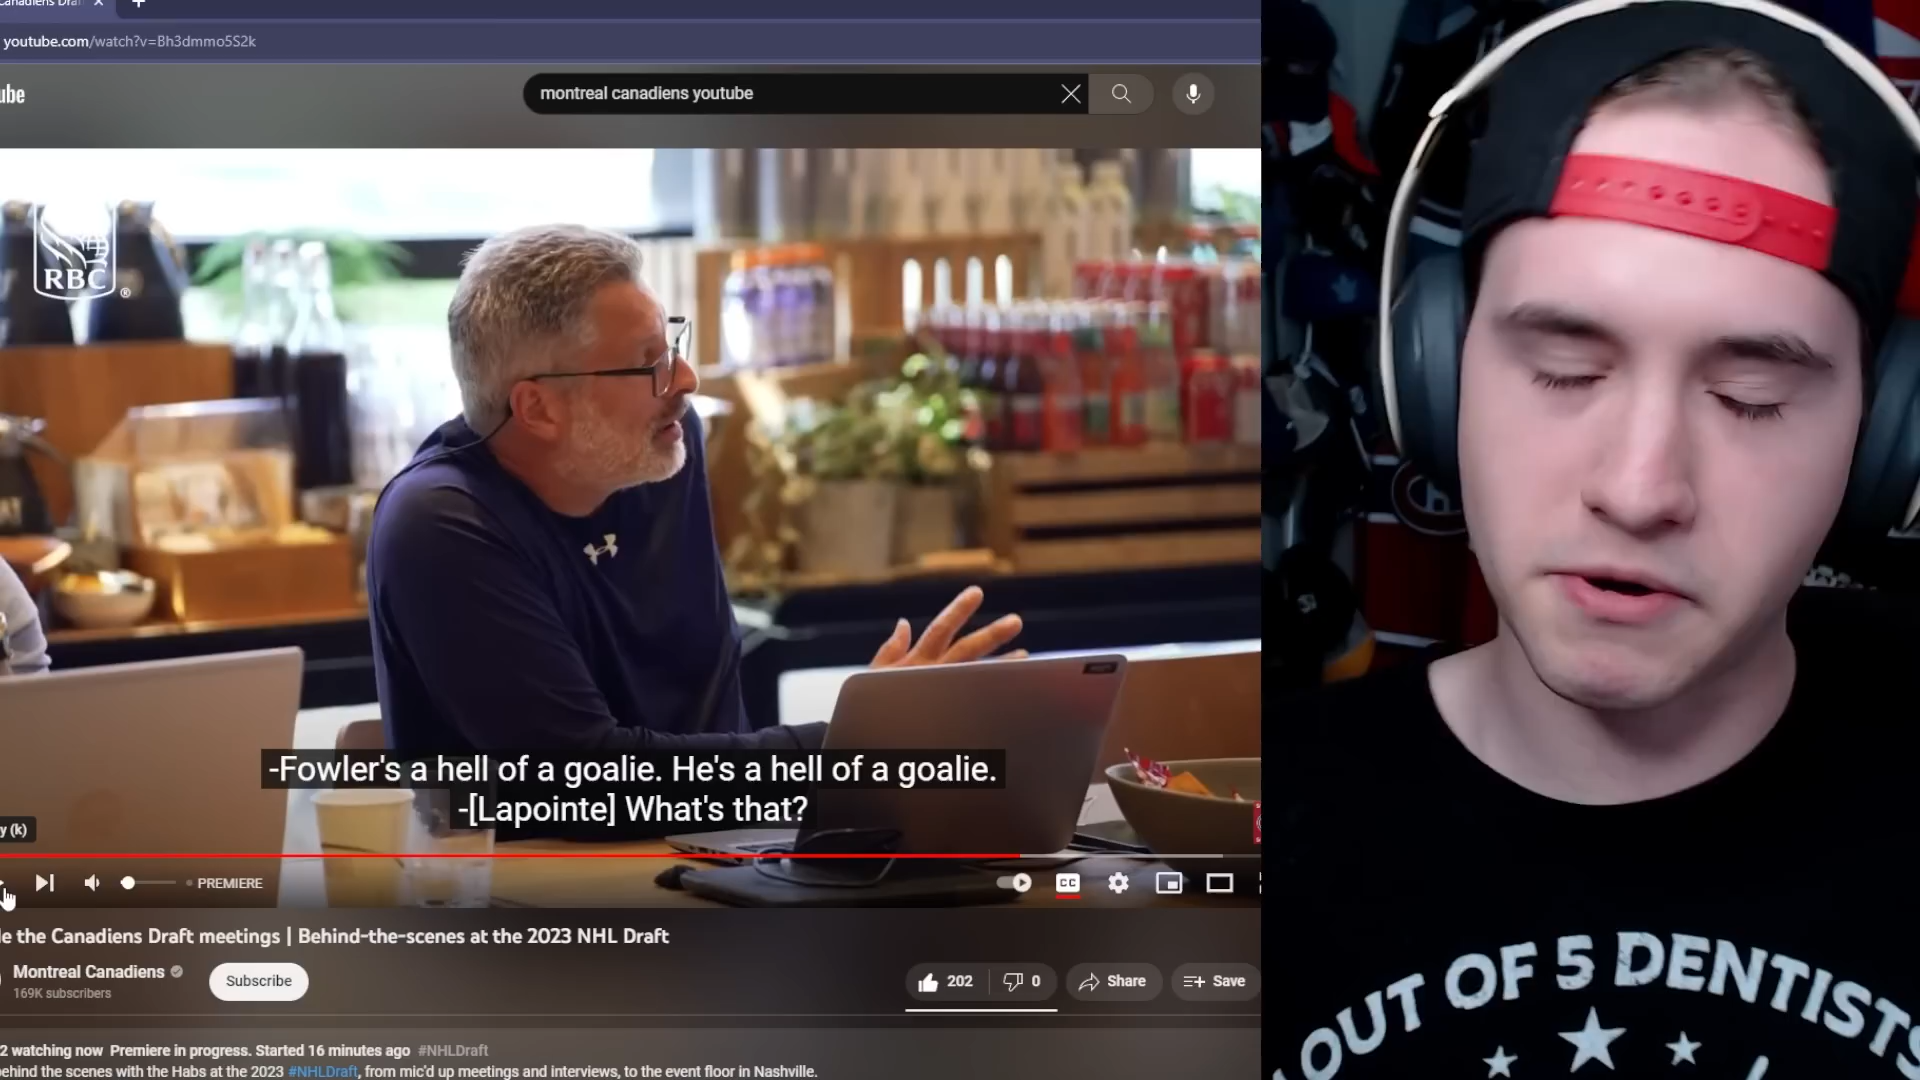 Canadiens Dra
youtube.com/watch?v=Bh3dmmo5S2k
ube
montreal canadiens youtube
RBC
-Fowler's a hell of a goalie. He's a hell of a goalie.
-[Lapointe] What's that?
y (k)
PREMIERE
CC
e the Canadiens Draft meetings | Behind-the-scenes at the 2023 NHL Draft
Montreal Canadiens
169K subscribers
Subscribe
202
0
Share
Save
2 watching now Premiere in progress. Started 16 minutes ago #NHLDraft
ehind the scenes with the Habs at the 2023 #NHLDraft, from mic'd up meetings and interviews, to the event floor in Nashville.
OUT OF 5 DENTISTS